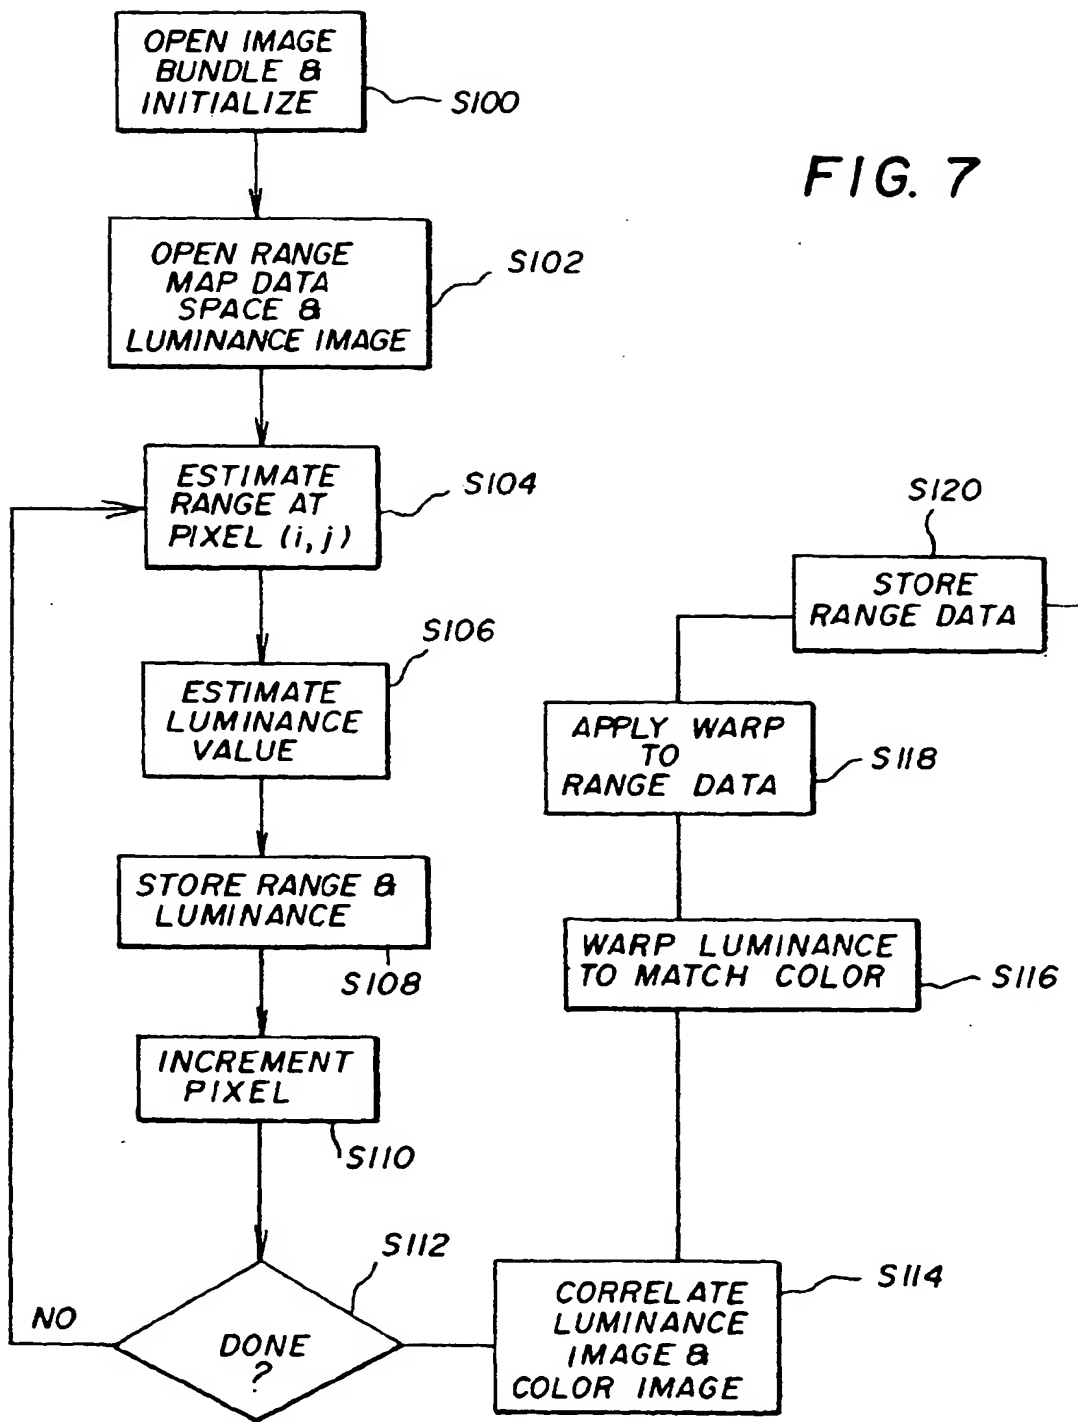 OPEN IMAGE
BUNDLE &
INITIALIZE
S100
FIG. 7
OPEN RANGE
MAP DATA
SPACE &
LUMINANCE IMAGE
S102
ESTIMATE
RANGE AT
PIXEL (i, j)
S104
ESTIMATE
LUMINANCE
VALUE
S106
STORE RANGE &
LUMINANCE
S108
INCREMENT
PIXEL
S110
DONE
?
S112
NO
CORRELATE
LUMINANCE
IMAGE &
COLOR IMAGE
S114
WARP LUMINANCE
TO MATCH COLOR
S116
APPLY WARP
TO
RANGE DATA
S118
STORE
RANGE DATA
S120